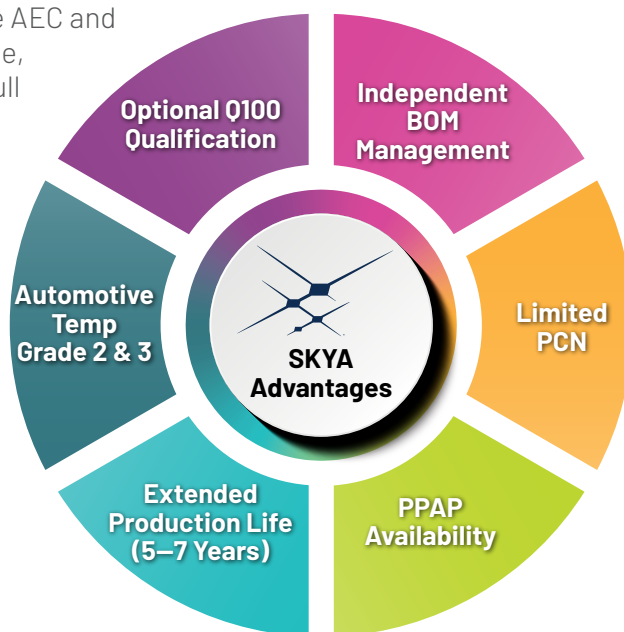 e AEC and
e,
ull
Optional Q100
Qualification
Independent
BOM
Management
Automotive
Temp
Grade 2 & 3
Limited
PCN
SKYA
Advantages
Extended
Production Life
(5–7 Years)
PPAP
Availability